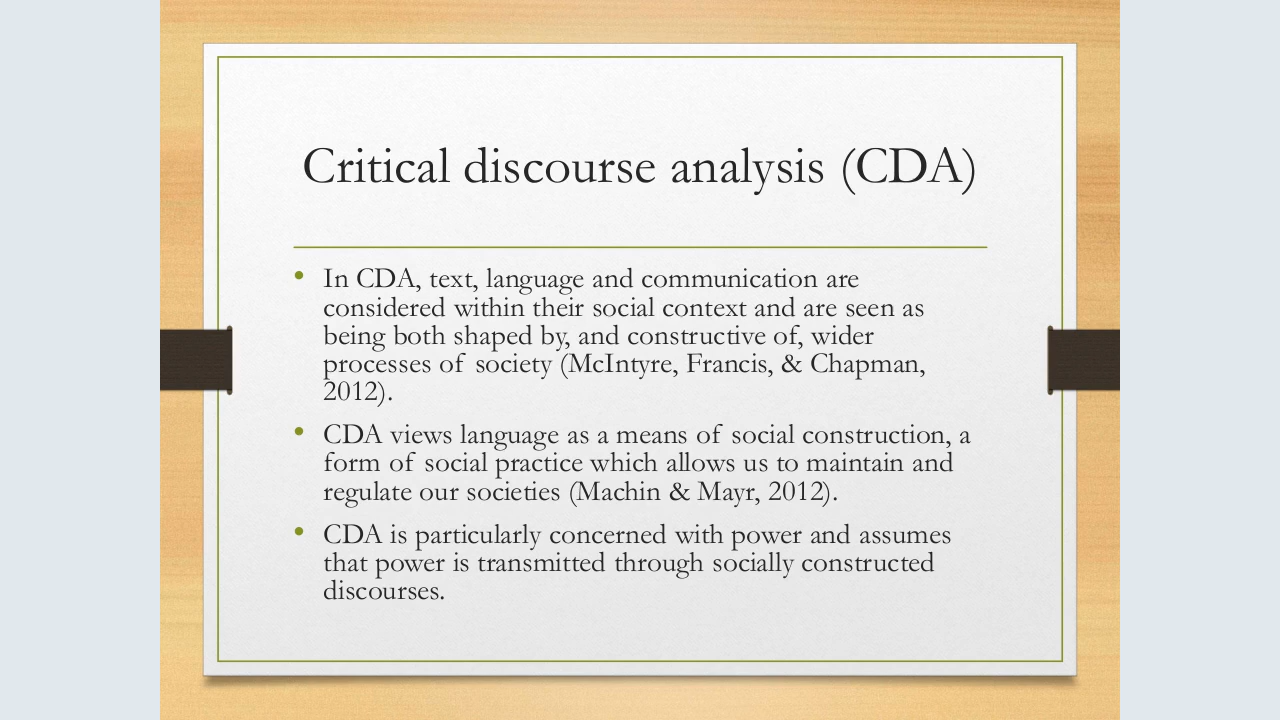 Critical discourse analysis (CDA)
• In CDA, text, language and communication are
considered within their social context and are seen as
being both shaped by, and constructive of, wider
processes of society (McIntyre, Francis, & Chapman,
2012).
• CDA views language as a means of social construction, a
form of social practice which allows us to maintain and
regulate our societies (Machin & Mayr, 2012).
• CDA is particularly concerned with power and assumes
that power is transmitted through socially constructed
discourses.